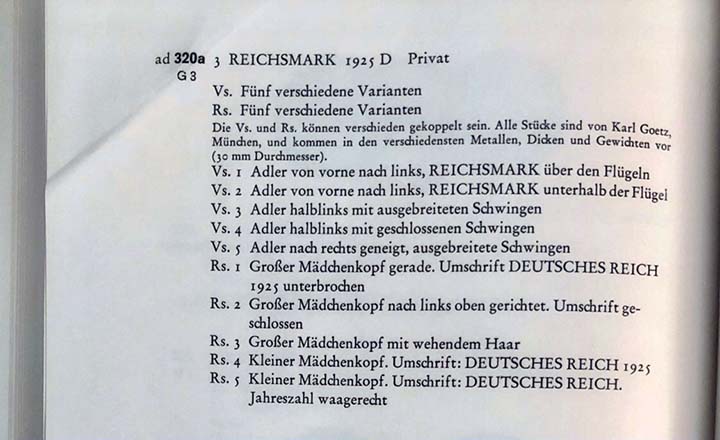 ad 320a 3 REICHSMARK 1925 D Privat
G 3
Vs. Fünf verschiedene Varianten
Rs. Fünf verschiedene Varianten
Die Vs. und Rs. können verschieden gekoppelt sein. Alle Stücke sind von Karl Goetz,
München, und kommen in den verschiedensten Metallen, Dicken und Gewichten vor
(30 mm Durchmesser).
Vs. 1 Adler von vorne nach links, REICHSMARK über den Flügeln
Vs. 2 Adler von vorne nach links, REICHSMARK unterhalb der Flügel
Vs. 3 Adler halblinks mit ausgebreiteten Schwingen
Vs. 4 Adler halblinks mit geschlossenen Schwingen
Vs. 5 Adler nach rechts geneigt, ausgebreitete Schwingen
Rs. 1 Großer Mädchenkopf gerade. Umschrift DEUTSCHES REICH
1925 unterbrochen
Rs. 2 Großer Mädchenkopf nach links oben gerichtet. Umschrift ge-
schlossen
Rs. 3 Großer Mädchenkopf mit wehendem Haar
Rs. 4 Kleiner Mädchenkopf. Umschrift: DEUTSCHES REICH 1925
Rs. 5 Kleiner Mädchenkopf. Umschrift: DEUTSCHES REICH.
Jahreszahl waagerecht